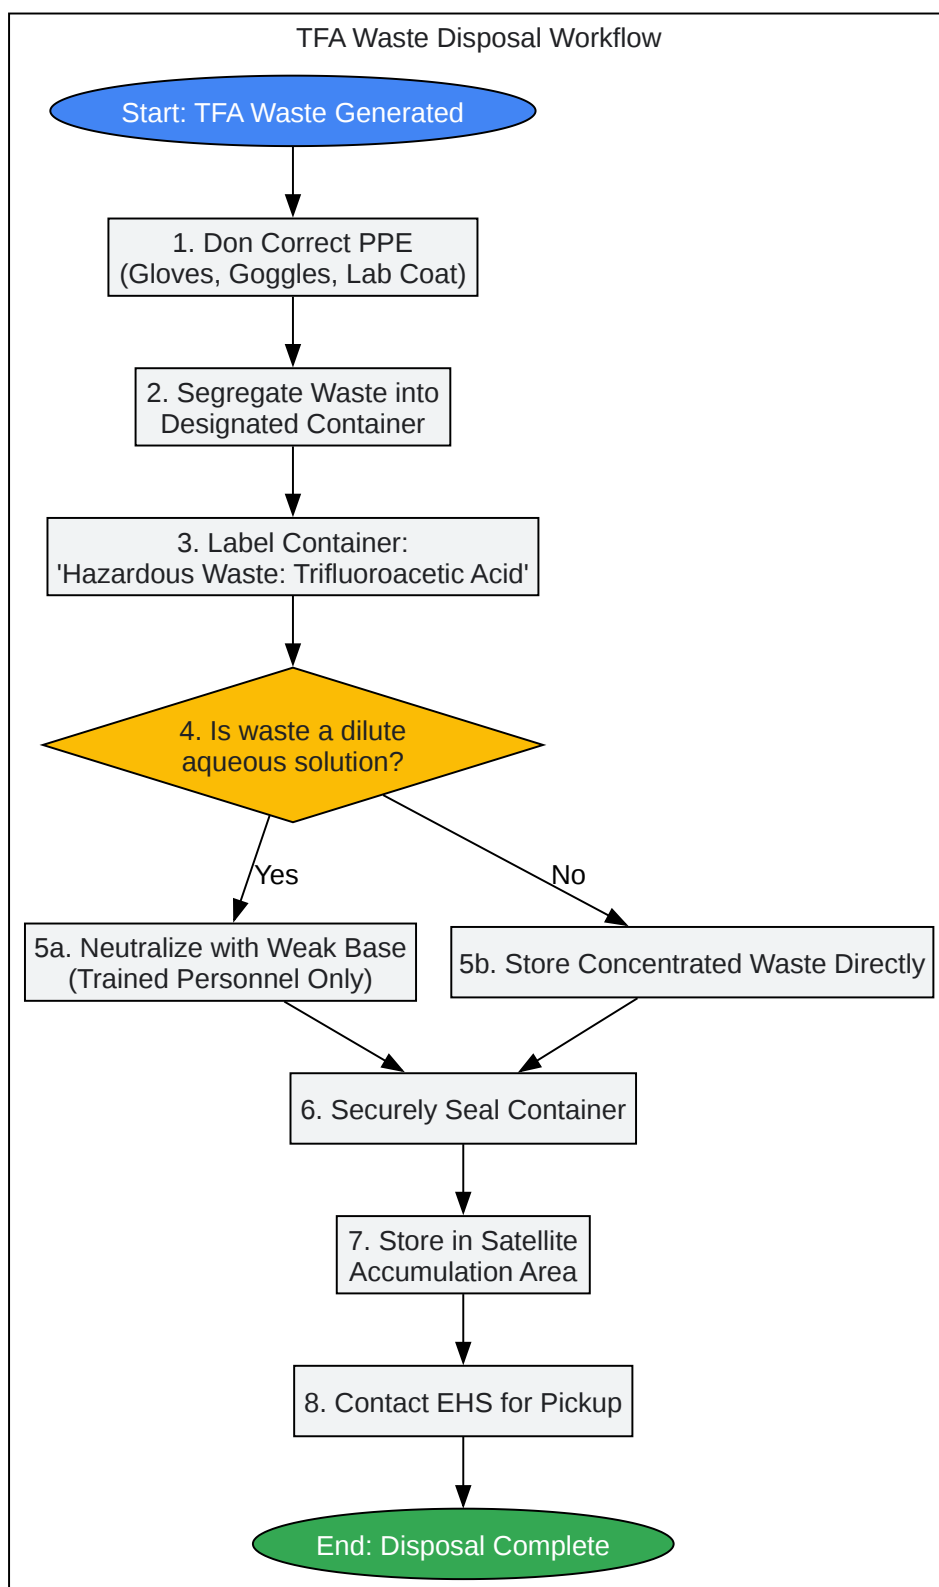 TFA Waste Disposal Workflow
Start: TFA Waste Generated
1. Don Correct PPE
(Gloves, Goggles, Lab Coat)
2. Segregate Waste into
Designated Container
3. Label Container:
'Hazardous Waste: Trifluoroacetic Acid'
4. Is waste a dilute
aqueous solution?
Yes
No
5a. Neutralize with Weak Base
(Trained Personnel Only)
5b. Store Concentrated Waste Directly
6. Securely Seal Container
7. Store in Satellite
Accumulation Area
8. Contact EHS for Pickup
End: Disposal Complete